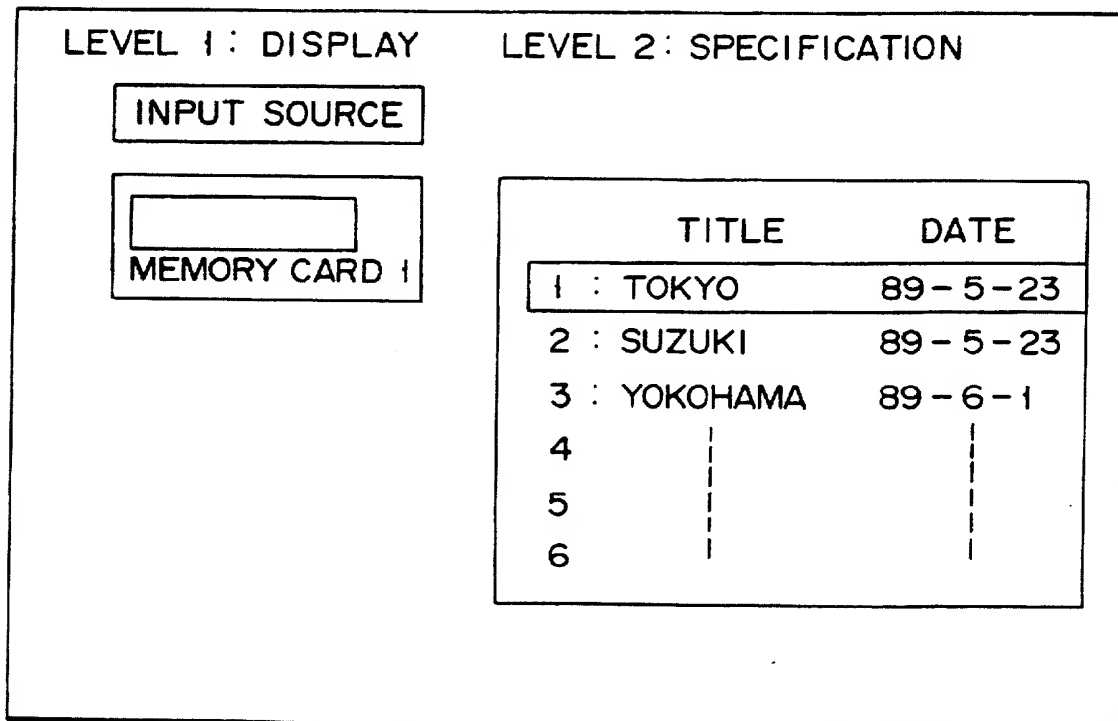 LEVEL 1: DISPLAY
LEVEL 2: SPECIFICATION
INPUT SOURCE
MEMORY CARD 1
TITLE DATE
1 : TOKYO 89-5-23
2 : SUZUKI 89-5-23
3 : YOKOHAMA 89-6-1
4
5
6